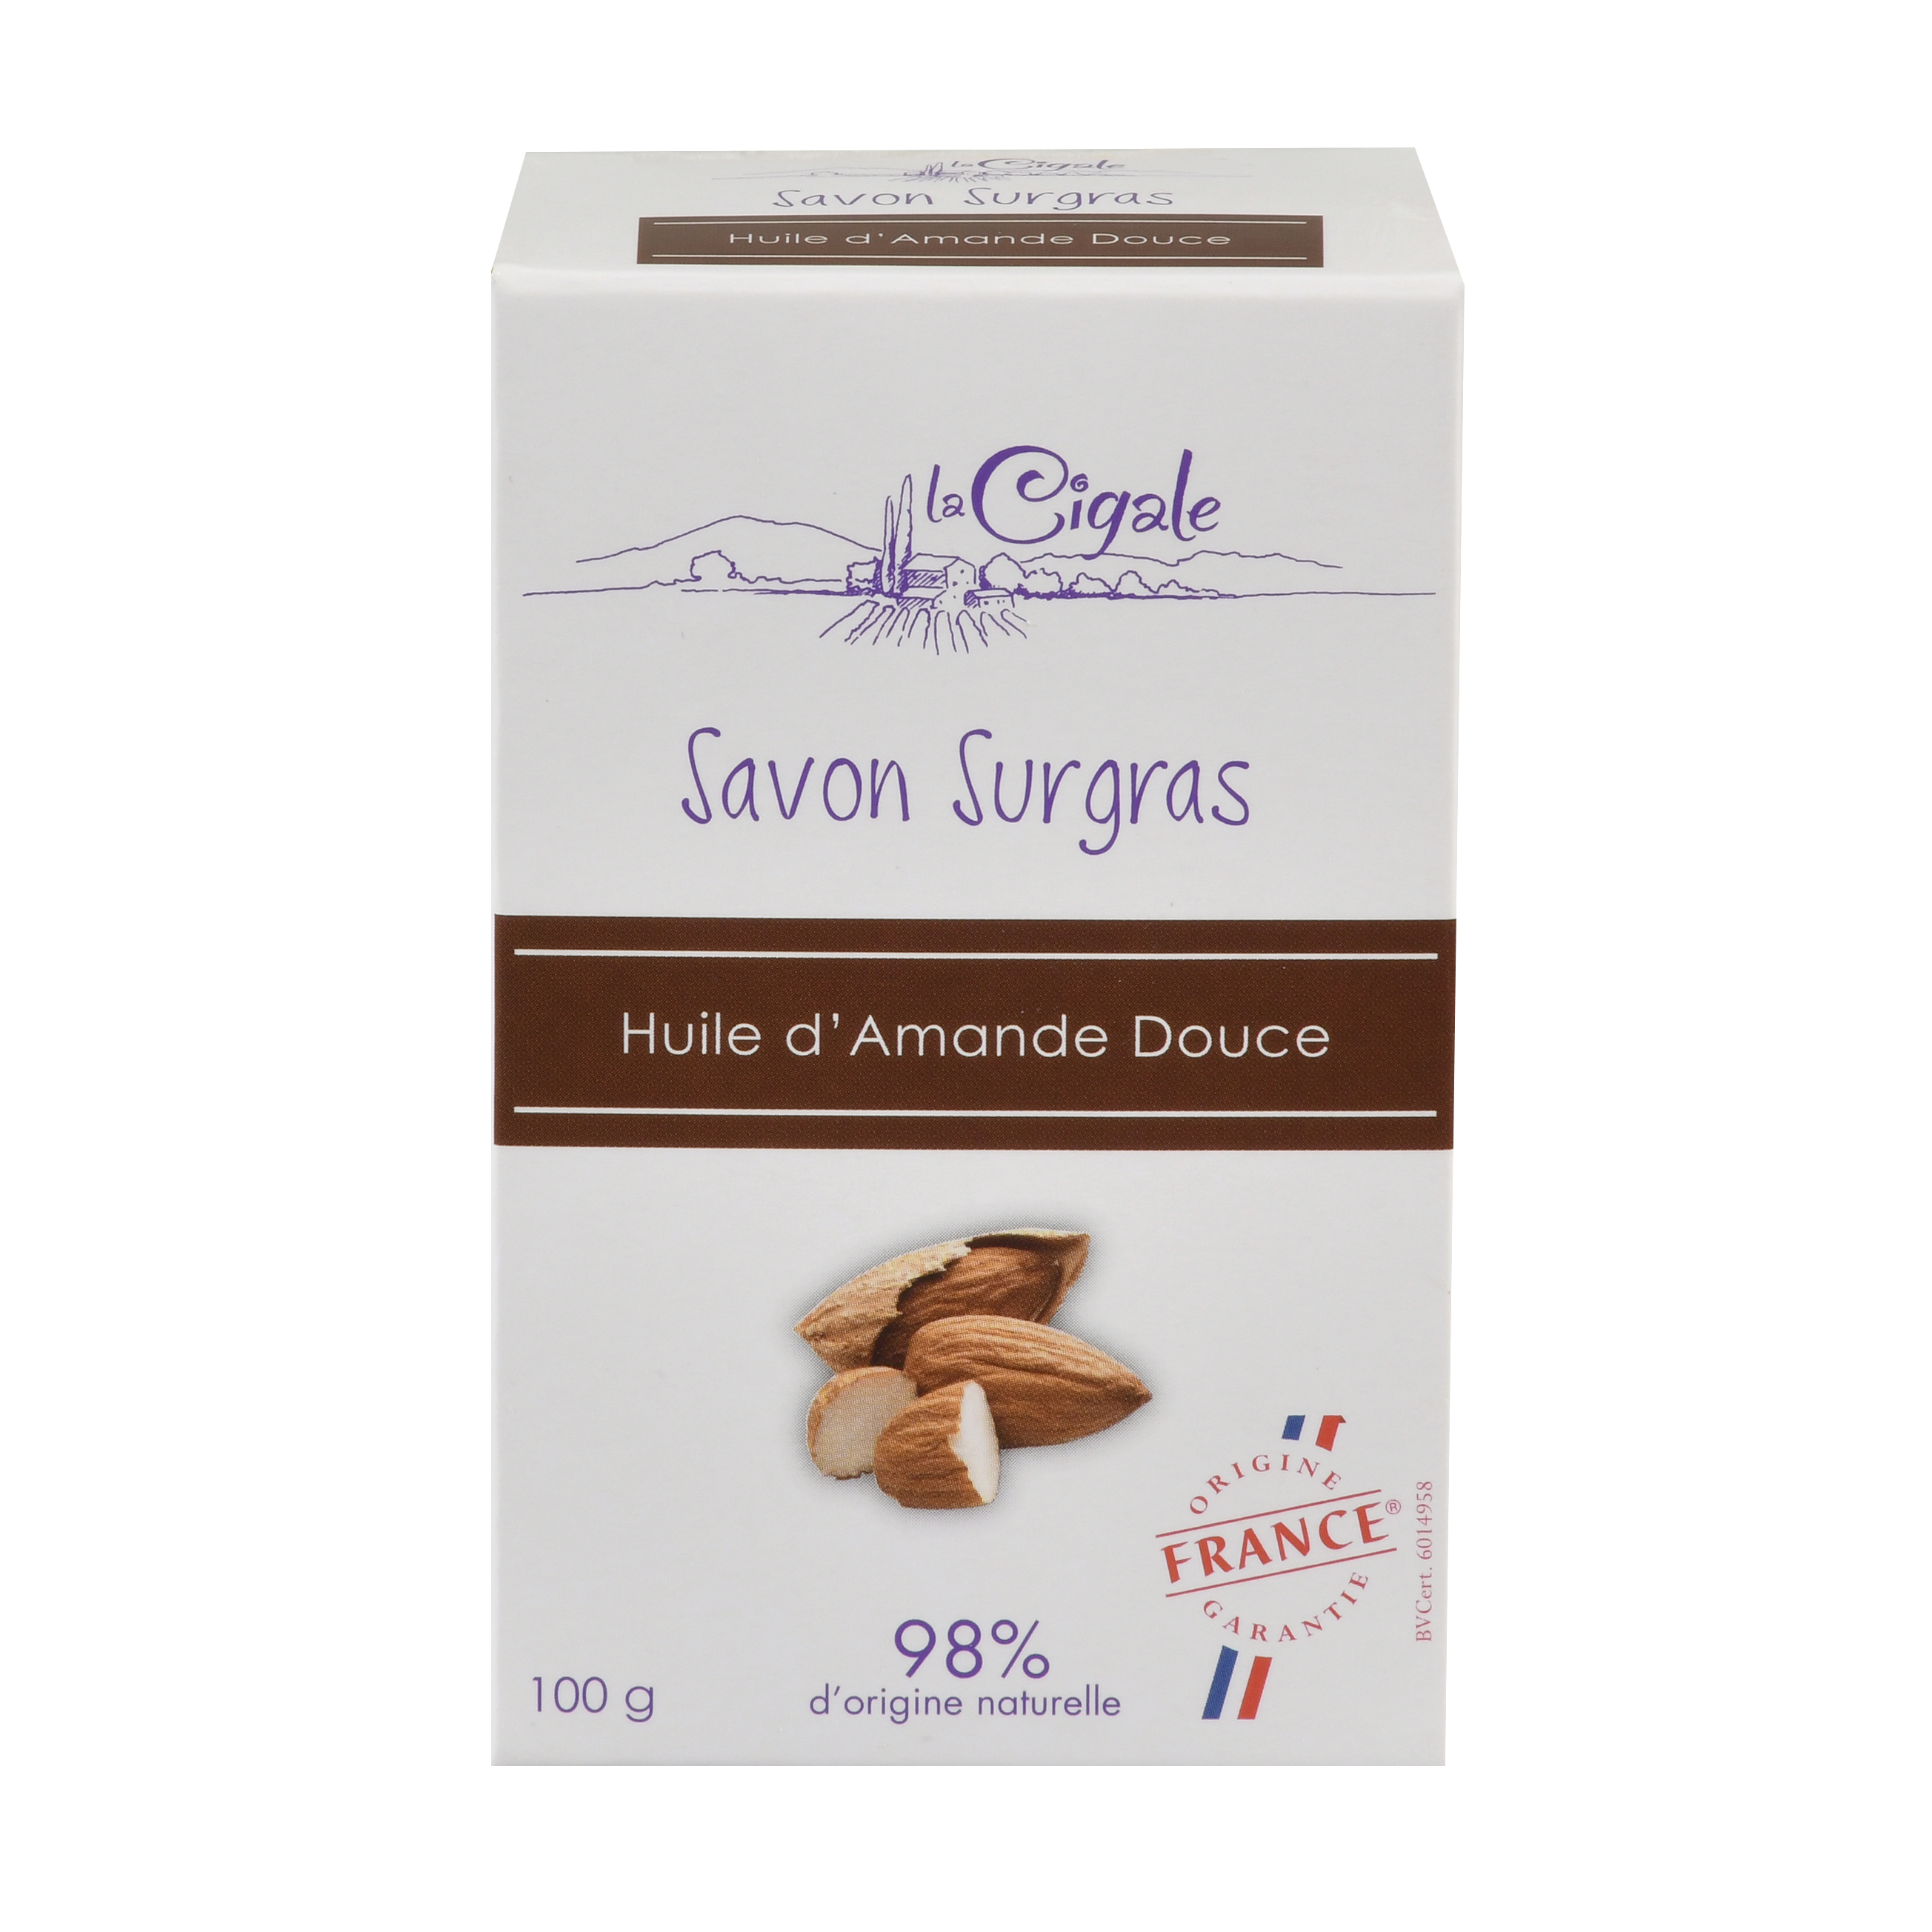 la Cigale
Savon Surgras
Huile d'Amande Douce
la Cigale
Savon Surgras
Huile d'Amande Douce
ORIGINE
FRANCE®
GARANTIE
BVCert. 6014958
98%
d'origine naturelle
100 g